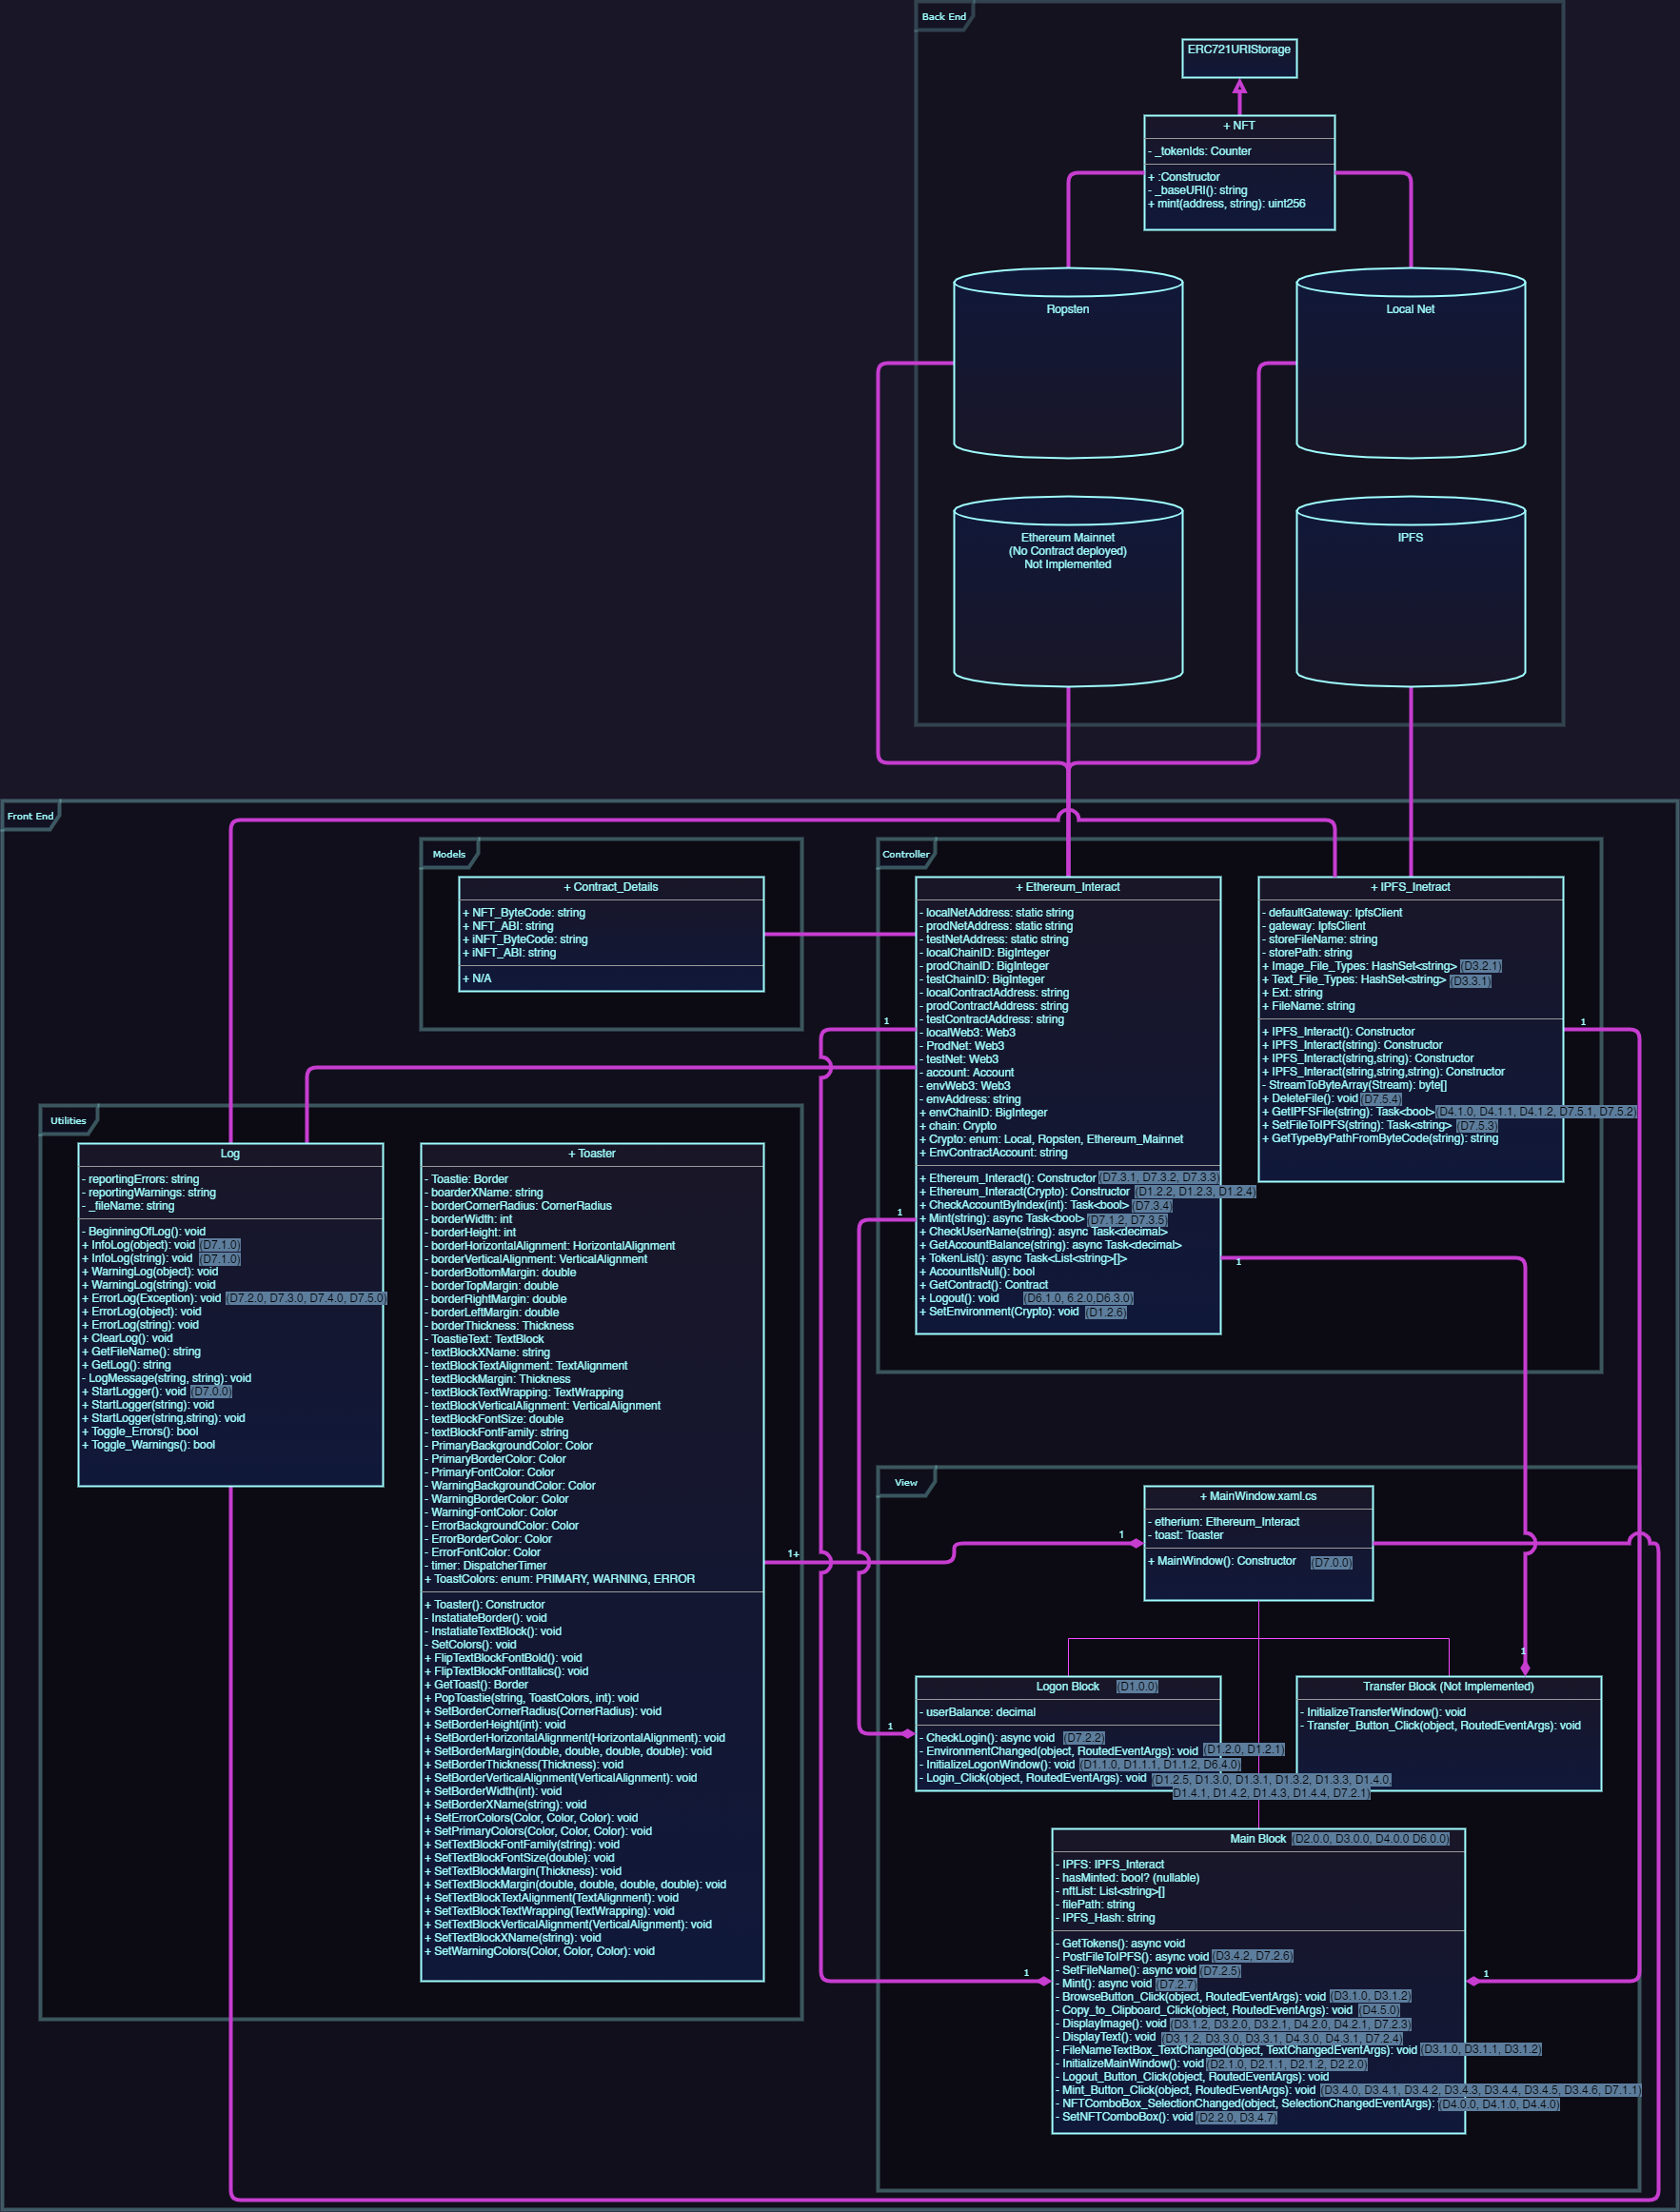 Back End
ERC721URIStorage
+ NFT
- _tokenIds: Counter
+ :Constructor
- _baseURI(): string
+ mint(address, string): uint256
Ropsten
Local Net
Ethereum Mainnet
(No Contract deployed)
Not Implemented
IPFS
Front End
Models
+ Contract_Details
+ NFT_ByteCode: string
+ NFT_ABI: string
+ iNFT_ByteCode: string
+ iNFT_ABI: string
+ N/A
Controller
+ Ethereum_Interact
- localNetAddress: static string
- prodNetAddress: static string
- testNetAddress: static string
- localChainID: BigInteger
- prodChainID: BigInteger
- testChainID: BigInteger
- localContractAddress: string
- prodContractAddress: string
- testContractAddress: string
- localWeb3: Web3
- ProdNet: Web3
- testNet: Web3
- account: Account
- envWeb3: Web3
- envAddress: string
+ envChainID: BigInteger
+ chain: Crypto
+ Crypto: enum: Local, Ropsten, Ethereum_Mainnet
+ EnvContractAccount: string
+ Ethereum_Interact(): Constructor (D7.3.1, D7.3.2, D7.3.3)
+ Ethereum_Interact(Crypto): Constructor (D1.2.2, D1.2.3, D1.2.4)
+ CheckAccountByIndex(int): Task<bool> (D7.3.4)
+ Mint(string): async Task<bool> (D7.1.2, D7.3.5)
+ CheckUserName(string): async Task<decimal>
+ GetAccountBalance(string): async Task<decimal>
+ TokenList(): async Task<List<string>[]>
+ AccountIsNull(): bool
+ GetContract(): Contract
+ Logout(): void (D6.1.0, 6.2.0,D6.3.0)
+ SetEnvironment(Crypto): void (D1.2.6)
1
1
1
+ IPFS_Inetract
- defaultGateway: IpfsClient
- gateway: IpfsClient
- storeFileName: string
- storePath: string
+ Image_File_Types: HashSet<string> (D3.2.1)
+ Text_File_Types: HashSet<string> (D3.3.1)
+ Ext: string
+ FileName: string
+ IPFS_Interact(): Constructor
+ IPFS_Interact(string): Constructor
+ IPFS_Interact(string,string): Constructor
+ IPFS_Interact(string,string,string): Constructor
- StreamToByteArray(Stream): byte[]
+ DeleteFile(): void (D7.5.4)
+ GetIPFSFile(string): Task<bool> (D4.1.0, D4.1.1, D4.1.2, D7.5.1, D7.5.2)
+ SetFileToIPFS(string): Task<string> (D7.5.3)
+ GetTypeByPathFromByteCode(string): string
1
Utilities
Log
- reportingErrors: string
- reportingWarnings: string
- _fileName: string
- BeginningOfLog(): void
+ InfoLog(object): void (D7.1.0)
+ InfoLog(string): void (D7.1.0)
+ WarningLog(object): void
+ WarningLog(string): void
+ ErrorLog(Exception): void (D7.2.0, D7.3.0, D7.4.0, D7.5.0)
+ ErrorLog(object): void
+ ErrorLog(string): void
+ ClearLog(): void
+ GetFileName(): string
+ GetLog(): string
- LogMessage(string, string): void
+ StartLogger(): void (D7.0.0)
+ StartLogger(string): void
+ StartLogger(string,string): void
+ Toggle_Errors(): bool
+ Toggle_Warnings(): bool
+ Toaster
- Toastie: Border
- boarderXName: string
- borderCornerRadius: CornerRadius
- borderWidth: int
- borderHeight: int
- borderHorizontalAlignment: HorizontalAlignment
- borderVerticalAlignment: VerticalAlignment
- borderBottomMargin: double
- borderTopMargin: double
- borderRightMargin: double
- borderLeftMargin: double
- borderThickness: Thickness
- ToastieText: TextBlock
- textBlockXName: string
- textBlockTextAlignment: TextAlignment
- textBlockMargin: Thickness
- textBlockTextWrapping: TextWrapping
- textBlockVerticalAlignment: VerticalAlignment
- textBlockFontSize: double
- textBlockFontFamily: string
- PrimaryBackgroundColor: Color
- PrimaryBorderColor: Color
- PrimaryFontColor: Color
- WarningBackgroundColor: Color
- WarningBorderColor: Color
- WarningFontColor: Color
- ErrorBackgroundColor: Color
- ErrorBorderColor: Color
- ErrorFontColor: Color
- timer: DispatcherTimer
+ ToastColors: enum: PRIMARY, WARNING, ERROR
+ Toaster(): Constructor
- InstatiateBorder(): void
- InstatiateTextBlock(): void
- SetColors(): void
+ FlipTextBlockFontBold(): void
+ FlipTextBlockFontItalics(): void
+ GetToast(): Border
+ PopToastie(string, ToastColors, int): void
+ SetBorderCornerRadius(CornerRadius): void
+ SetBorderHeight(int): void
+ SetBorderHorizontalAlignment(HorizontalAlignment): void
+ SetBorderMargin(double, double, double, double): void
+ SetBorderThickness(Thickness): void
+ SetBorderVerticalAlignment(VerticalAlignment): void
+ SetBorderWidth(int): void
+ SetBorderXName(string): void
+ SetErrorColors(Color, Color, Color): void
+ SetPrimaryColors(Color, Color, Color): void
+ SetTextBlockFontFamily(string): void
+ SetTextBlockFontSize(double): void
+ SetTextBlockMargin(Thickness): void
+ SetTextBlockMargin(double, double, double, double): void
+ SetTextBlockTextAlignment(TextAlignment): void
+ SetTextBlockTextWrapping(TextWrapping): void
+ SetTextBlockVerticalAlignment(VerticalAlignment): void
+ SetTextBlockXName(string): void
+ SetWarningColors(Color, Color, Color): void
1+
1
View
+ MainWindow.xaml.cs
- etherium: Ethereum_Interact
- toast: Toaster
+ MainWindow(): Constructor (D7.0.0)
Logon Block (D1.0.0)
- userBalance: decimal
- CheckLogin(): async void (D7.2.2)
- EnvironmentChanged(object, RoutedEventArgs): void (D1.2.0, D1.2.1)
- InitializeLogonWindow(): void (D1.1.0, D1.1.1, D1.1.2, D6.4.0)
- Login_Click(object, RoutedEventArgs): void (D1.2.5, D1.3.0, D1.3.1, D1.3.2, D1.3.3, D1.4.0,
D1.4.1, D1.4.2, D1.4.3, D1.4.4, D7.2.1)
1
1
Transfer Block (Not Implemented)
- InitializeTransferWindow(): void
- Transfer_Button_Click(object, RoutedEventArgs): void
Main Block (D2.0.0, D3.0.0, D4.0.0 D6.0.0)
- IPFS: IPFS_Interact
- hasMinted: bool? (nullable)
- nftList: List<string>[]
- filePath: string
- IPFS_Hash: string
- GetTokens(): async void
- PostFileToIPFS(): async void (D3.4.2, D7.2.6)
- SetFileName(): async void (D7.2.5)
- Mint(): async void (D7.2.7)
- BrowseButton_Click(object, RoutedEventArgs): void (D3.1.0, D3.1.2)
- Copy_to_Clipboard_Click(object, RoutedEventArgs): void (D4.5.0)
- DisplayImage(): void (D3.1.2, D3.2.0, D3.2.1, D4.2.0, D4.2.1, D7.2.3)
- DisplayText(): void (D3.1.2, D3.3.0, D3.3.1, D4.3.0, D4.3.1, D7.2.4)
- FileNameTextBox_TextChanged(object, TextChangedEventArgs): void (D3.1.0, D3.1.1, D3.1.2)
- InitializeMainWindow(): void (D2.1.0, D2.1.1, D2.1.2, D2.2.0)
- Logout_Button_Click(object, RoutedEventArgs): void
- Mint_Button_Click(object, RoutedEventArgs): void (D3.4.0, D3.4.1, D3.4.2, D3.4.3, D3.4.4, D3.4.5, D3.4.6, D7.1.1)
- NFTComboBox_SelectionChanged(object, SelectionChangedEventArgs): (D4.0.0, D4.1.0, D4.4.0)
- SetNFTComboBox(): void (D2.2.0, D3.4.7)
1
1